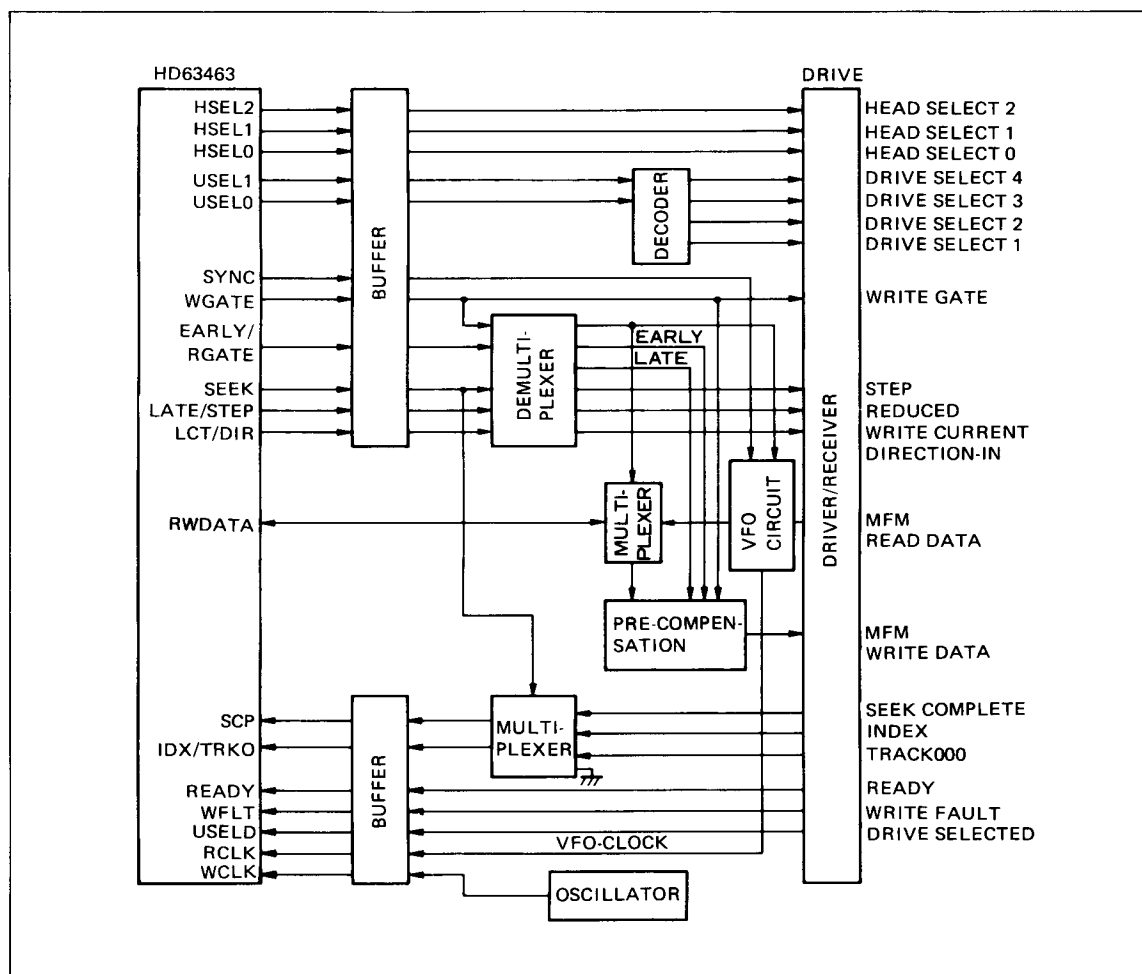 HD63463
DRIVE
HSEL2
HSEL1
HSEL0
USEL1
USEL0
SYNC
WGATE
EARLY/
RGATE
SEEK
LATE/STEP
LCT/DIR
RWDATA
SCP
IDX/TRKO
READY
WFLT
USELD
RCLK
WCLK
BUFFER
BUFFER
DECODER
DEMULTI-
PLEXER
EARLY
LATE
MULTI-
PLEXER
VFO
CIRCUIT
PRE-COMPEN-
SATION
MULTI-
PLEXER
VFO-CLOCK
OSCILLATOR
DRIVER/RECEIVER
HEAD SELECT 2
HEAD SELECT 1
HEAD SELECT 0
DRIVE SELECT 4
DRIVE SELECT 3
DRIVE SELECT 2
DRIVE SELECT 1
WRITE GATE
STEP
REDUCED
WRITE CURRENT
DIRECTION-IN
MFM
READ DATA
MFM
WRITE DATA
SEEK COMPLETE
INDEX
TRACK000
READY
WRITE FAULT
DRIVE SELECTED